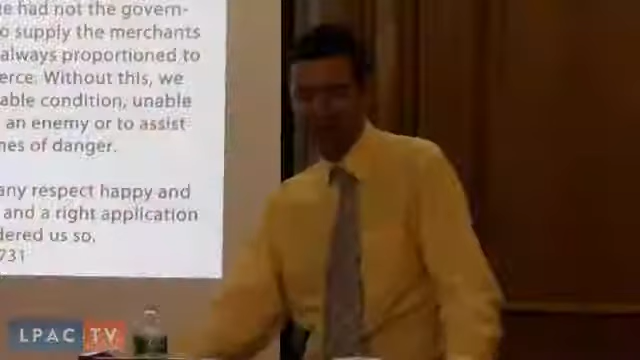 e had not the govern-
o supply the merchants
always proportioned to
erce. Without this, we
able condition, unable
an enemy or to assist
mes of danger.
any respect happy and
and a right application
dered us so.
731
LPAC TV